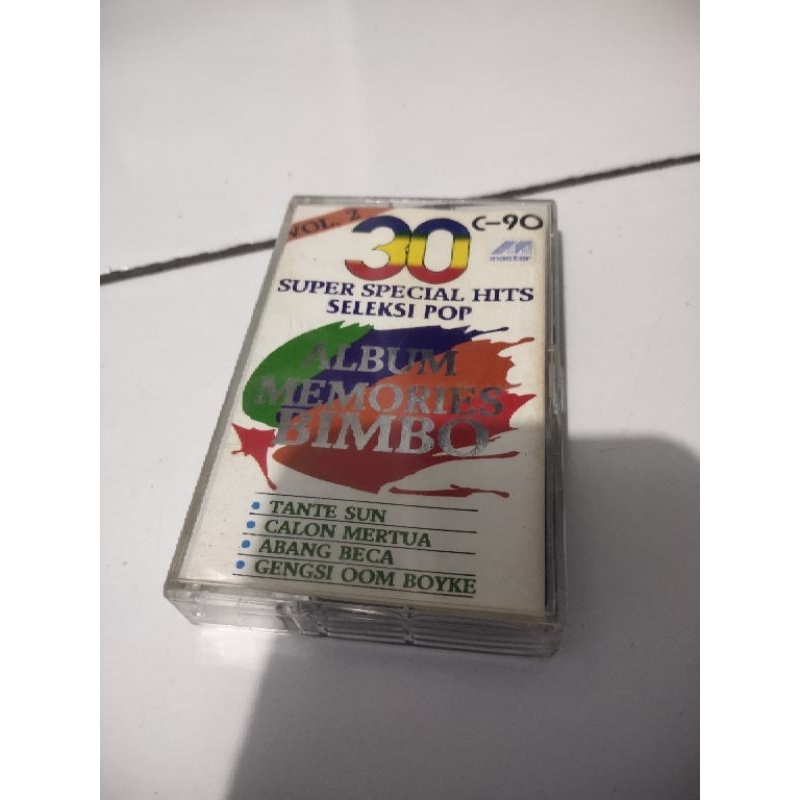 VOL. 2
30
C-90
master
SUPER SPECIAL HITS
SELEKSI POP
ALBUM
MEMORIES
BIMBO
• TANTE SUN
• CALON MERTUA
• ABANG BECA
• GENGSI OOM BOYKE